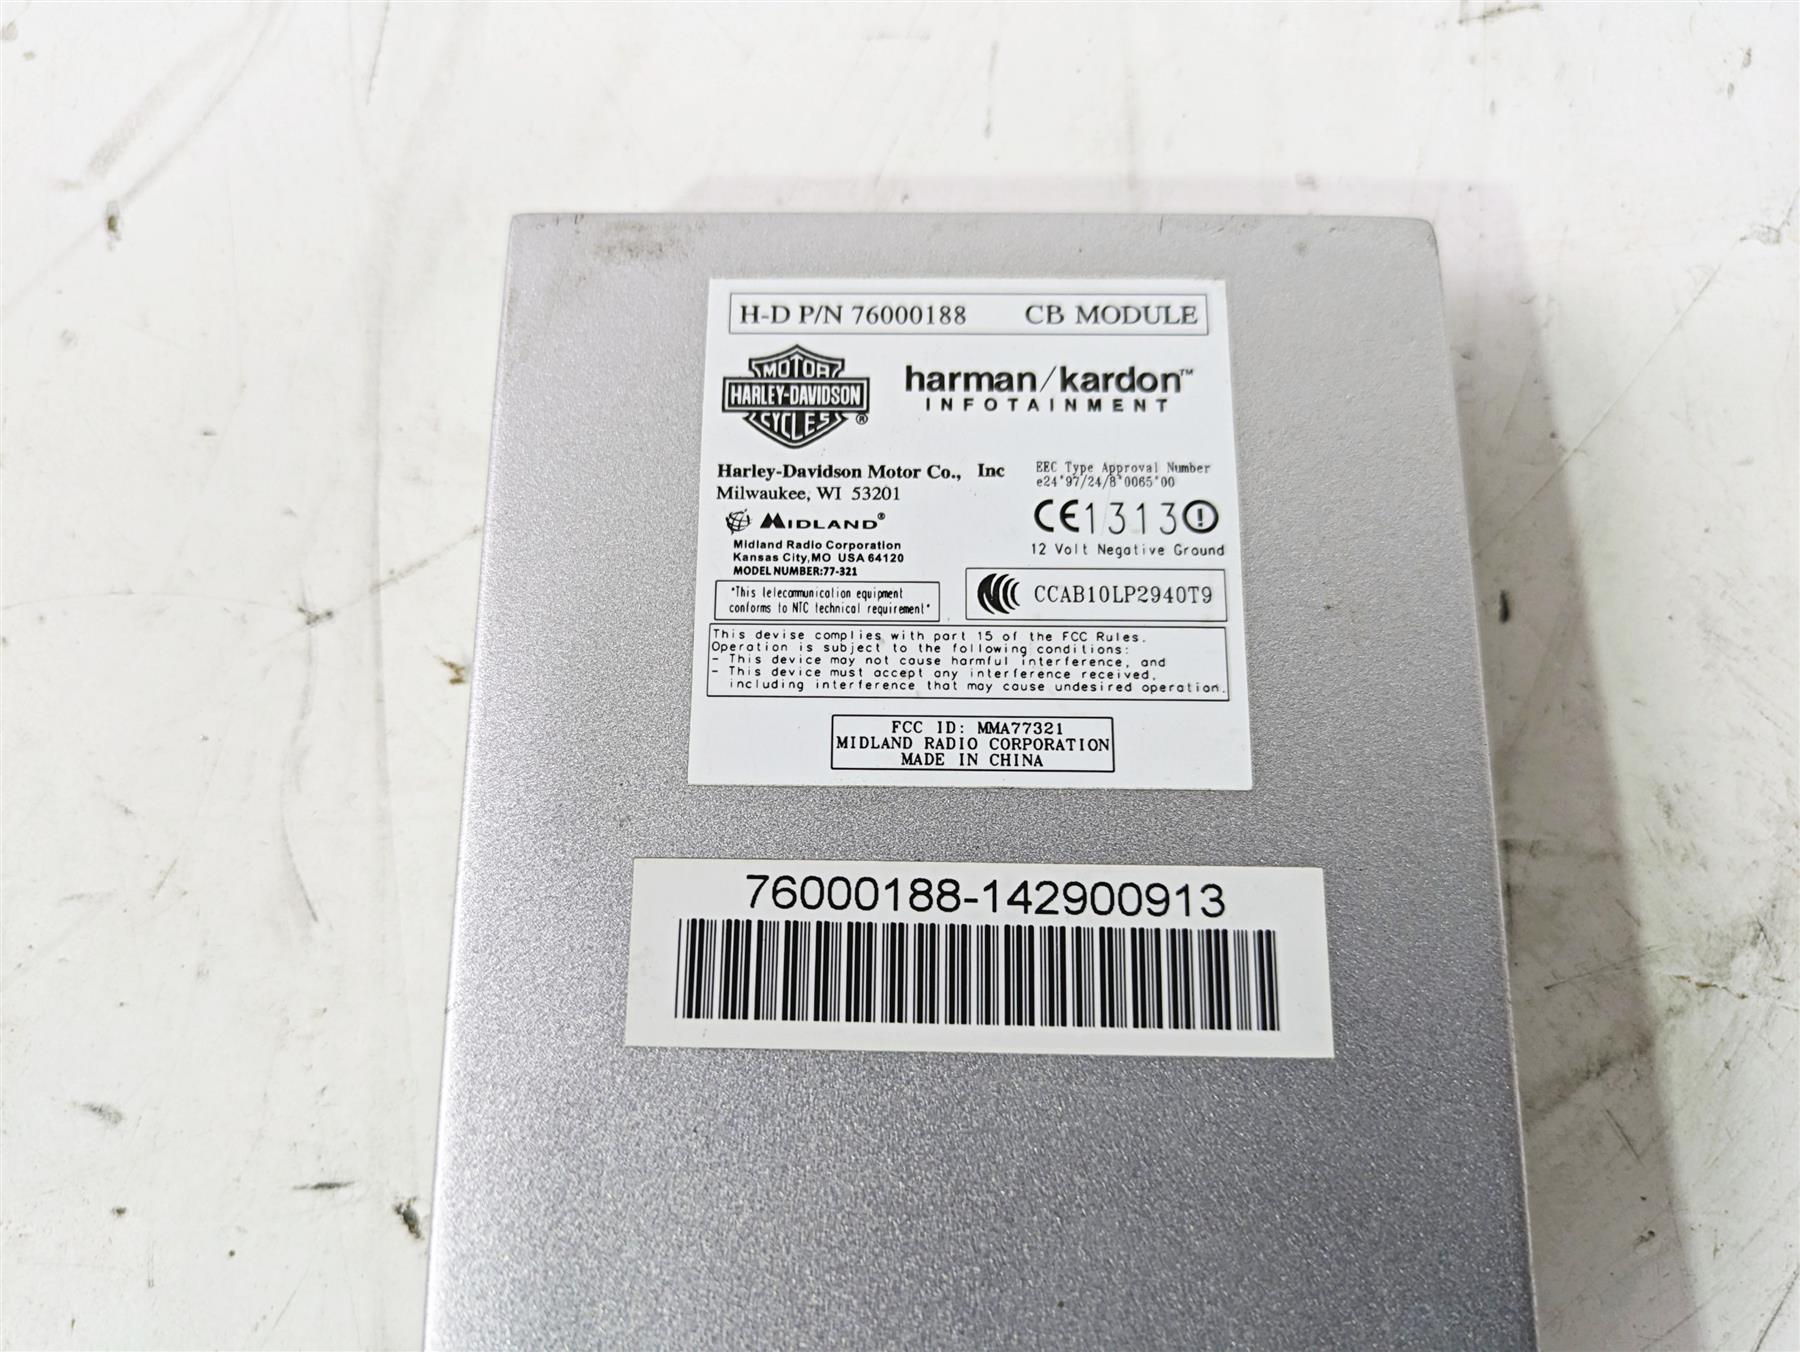 H-D P/N 76000188 CB MODULE
MOTOR
HARLEY-DAVIDSON
CYCLES ®
harman/kardon™
INFOTAINMENT
Harley-Davidson Motor Co., Inc
Milwaukee, WI 53201
MIDLAND®
Midland Radio Corporation
Kansas City,MO USA 64120
MODEL NUMBER:77-321
EEC Type Approval Number
e24*97/24/8*0065*00
CE1313
12 Volt Negative Ground
"This telecommunication equipment
conforms to NTC technical requirement"
CCAB10LP2940T9
This devise complies with part 15 of the FCC Rules.
Operation is subject to the following conditions:
- This device may not cause harmful interference, and
- This device must accept any interference received,
including interference that may cause undesired operation.
FCC ID: MMA77321
MIDLAND RADIO CORPORATION
MADE IN CHINA
76000188-142900913